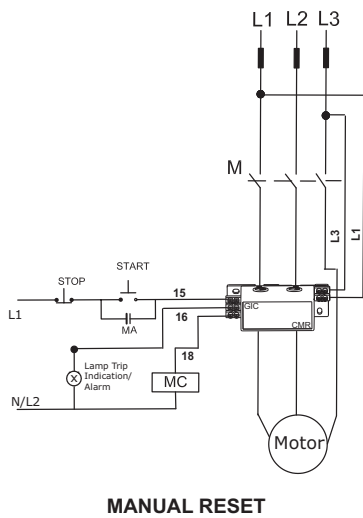 L1 L2 L3
M
L3
L1
STOP
START
15
L1
MA
16
GIC
CMR
18
Lamp Trip
Indication/
Alarm
X
MC
N/L2
Motor
MANUAL RESET